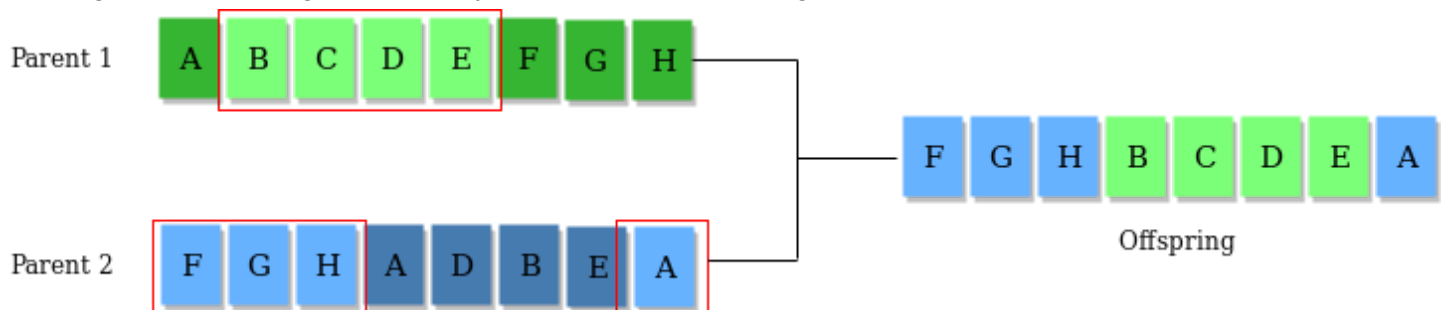 Parent 1 A B C D E F G H
F G H B C D E A
Offspring
Parent 2 F G H A D B E A